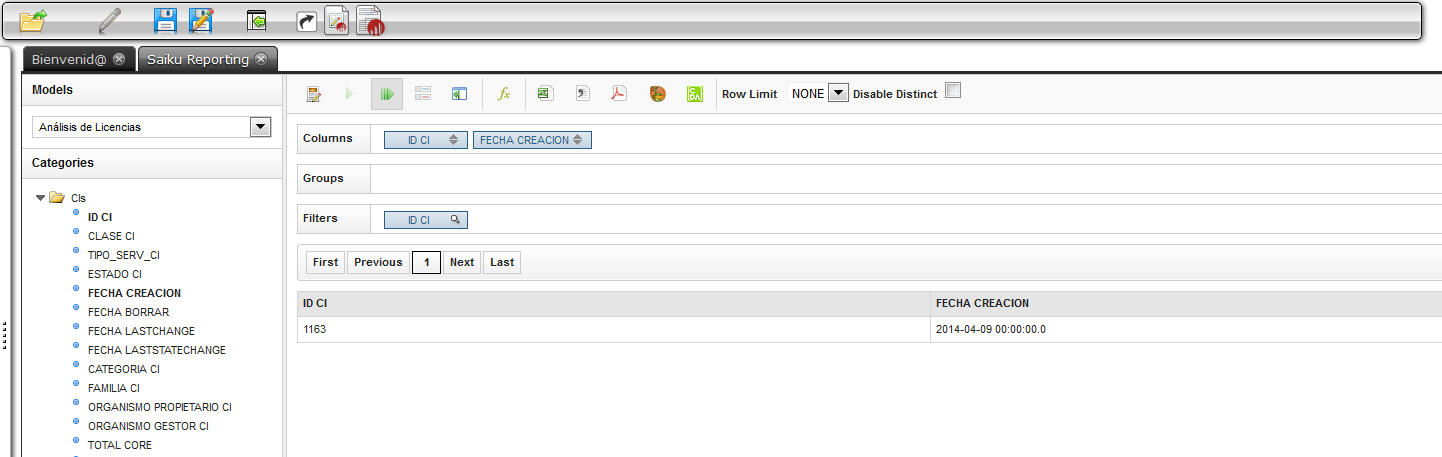 Bienvenid@ Saiku Reporting
Models
Análisis de Licencias
Categories
CIs
ID CI
CLASE CI
TIPO_SERV_CI
ESTADO CI
FECHA CREACION
FECHA BORRAR
FECHA LASTCHANGE
FECHA LASTSTATECHANGE
CATEGORIA CI
FAMILIA CI
ORGANISMO PROPIETARIO CI
ORGANISMO GESTOR CI
TOTAL CORE
fx Row Limit NONE Disable Distinct
Columns ID CI FECHA CREACION
Groups
Filters ID CI
First Previous 1 Next Last
ID CI FECHA CREACION
1163 2014-04-09 00:00:00.0